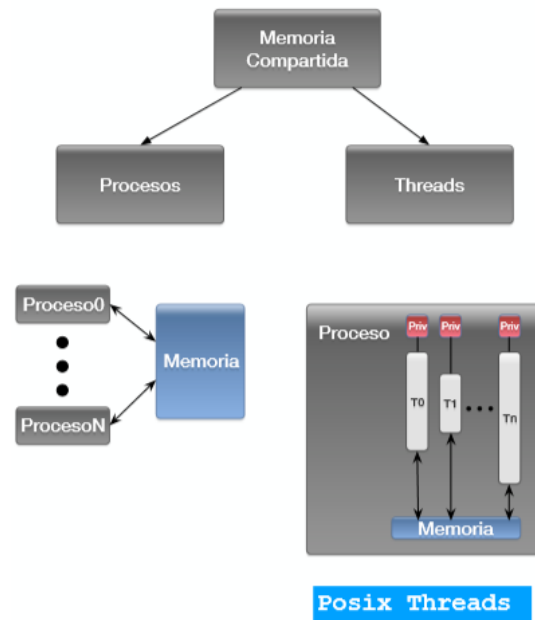 Memoria
Compartida
Procesos
Threads
Proceso0
Memoria
ProcesoN
Proceso
Priv
Priv
Priv
T0
T1
Tn
Memoria
Posix Threads